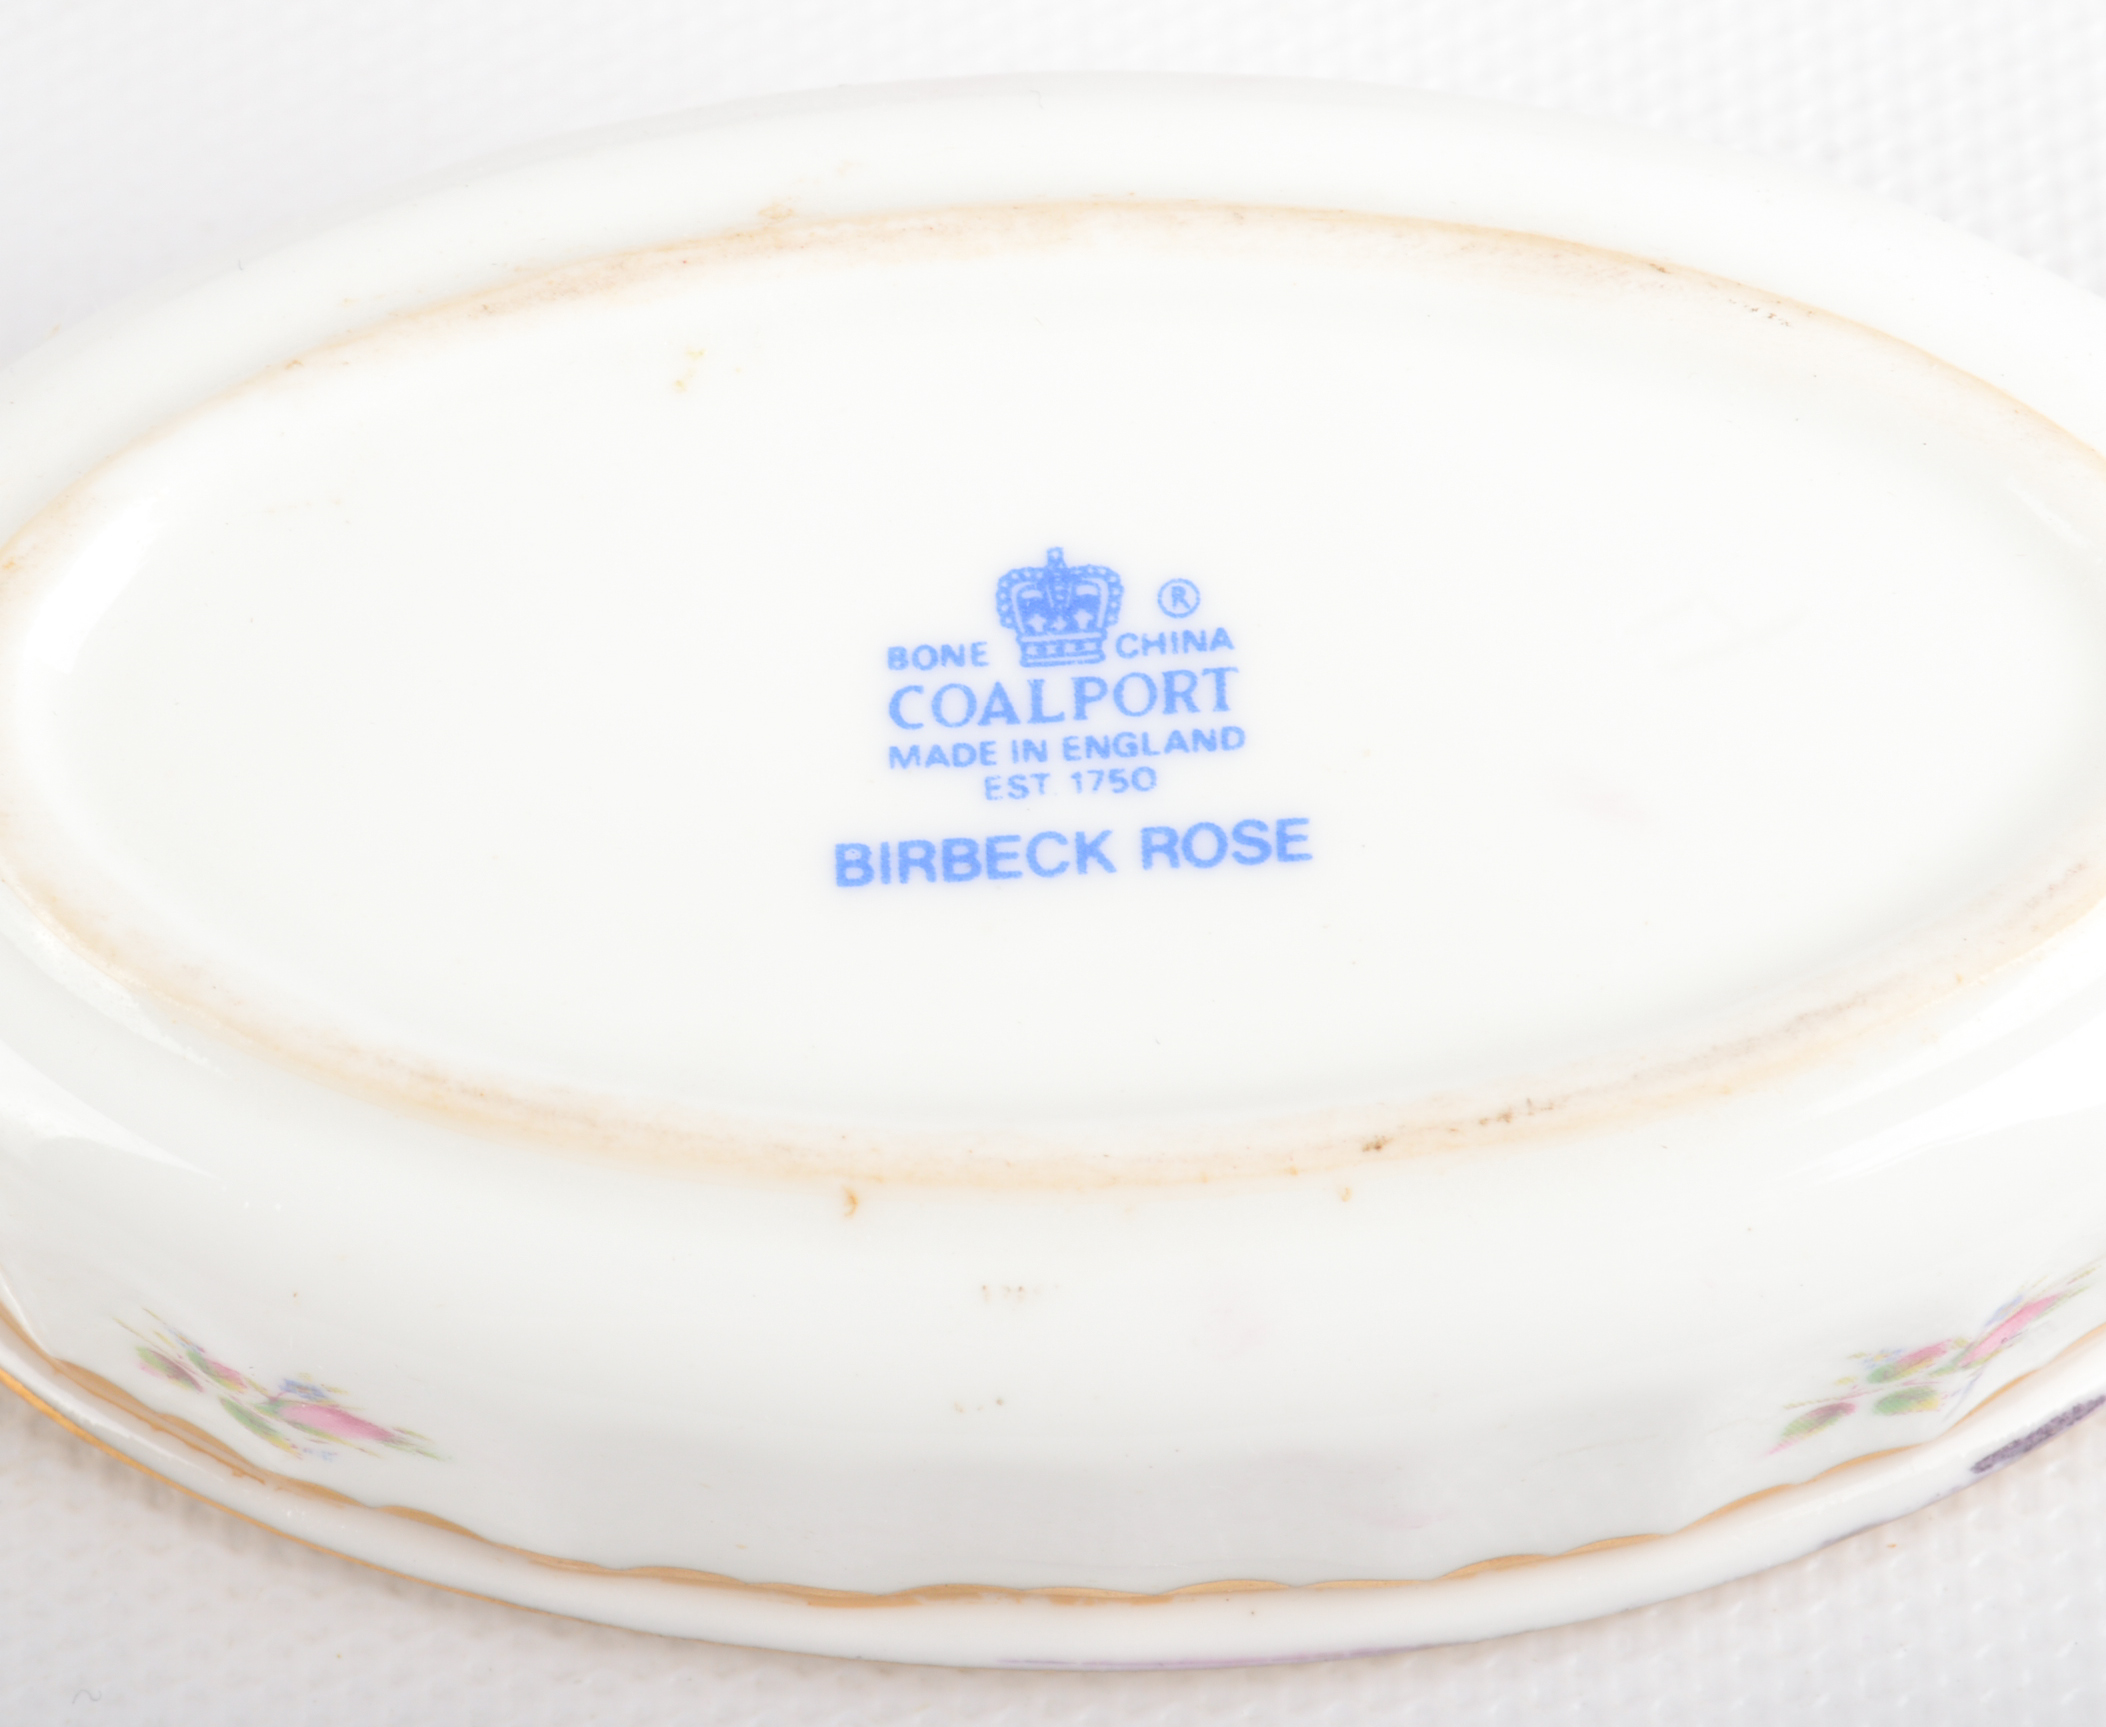 BONE CHINA ®
COALPORT
MADE IN ENGLAND
EST. 1750
BIRBECK ROSE